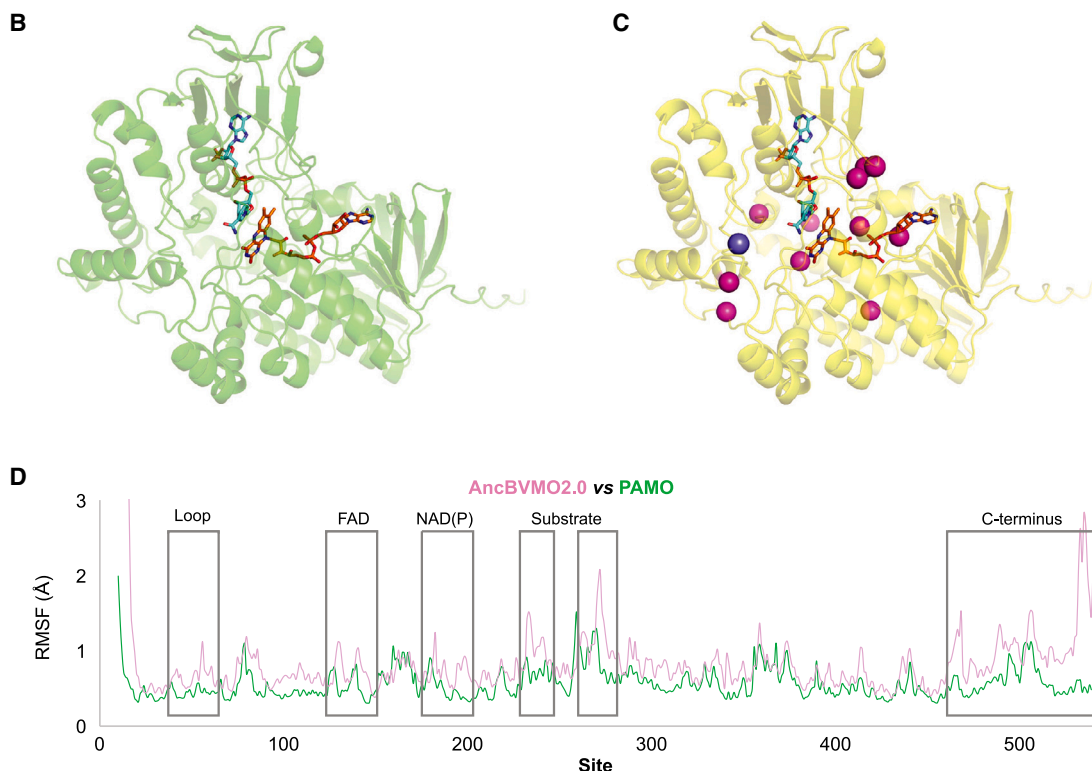 B
C
D
AncBVMO2.0 vs PAMO
3
2
1
0
RMSF (Å)
Loop
FAD
NAD(P)
Substrate
C-terminus
0
100
200
300
400
500
Site